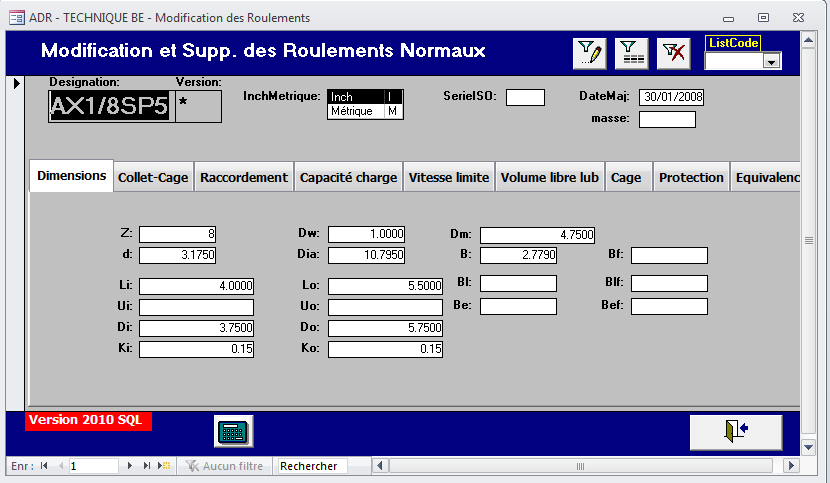 ADR - TECHNIQUE BE - Modification des Roulements
Modification et Supp. des Roulements Normaux
ListCode
Designation: Version:
AX1/8SP5 *
InchMetrique: Inch I
Métrique M
SerieISO:
DateMaj: 30/01/2008
masse:
Dimensions Collet-Cage Raccordement Capacité charge Vitesse limite Volume libre lub Cage Protection Equivalenc
Z: 8 Dw: 1.0000 Dm: 4.7500
d: 3.1750 Dia: 10.7950 B: 2.7790 Bf:
Li: 4.0000 Lo: 5.5000 Bl: Blf:
Ui: Uo: Be: Bef:
Di: 3.7500 Do: 5.7500
Ki: 0.15 Ko: 0.15
Version 2010 SQL
Enr: 1 Aucun filtre Rechercher